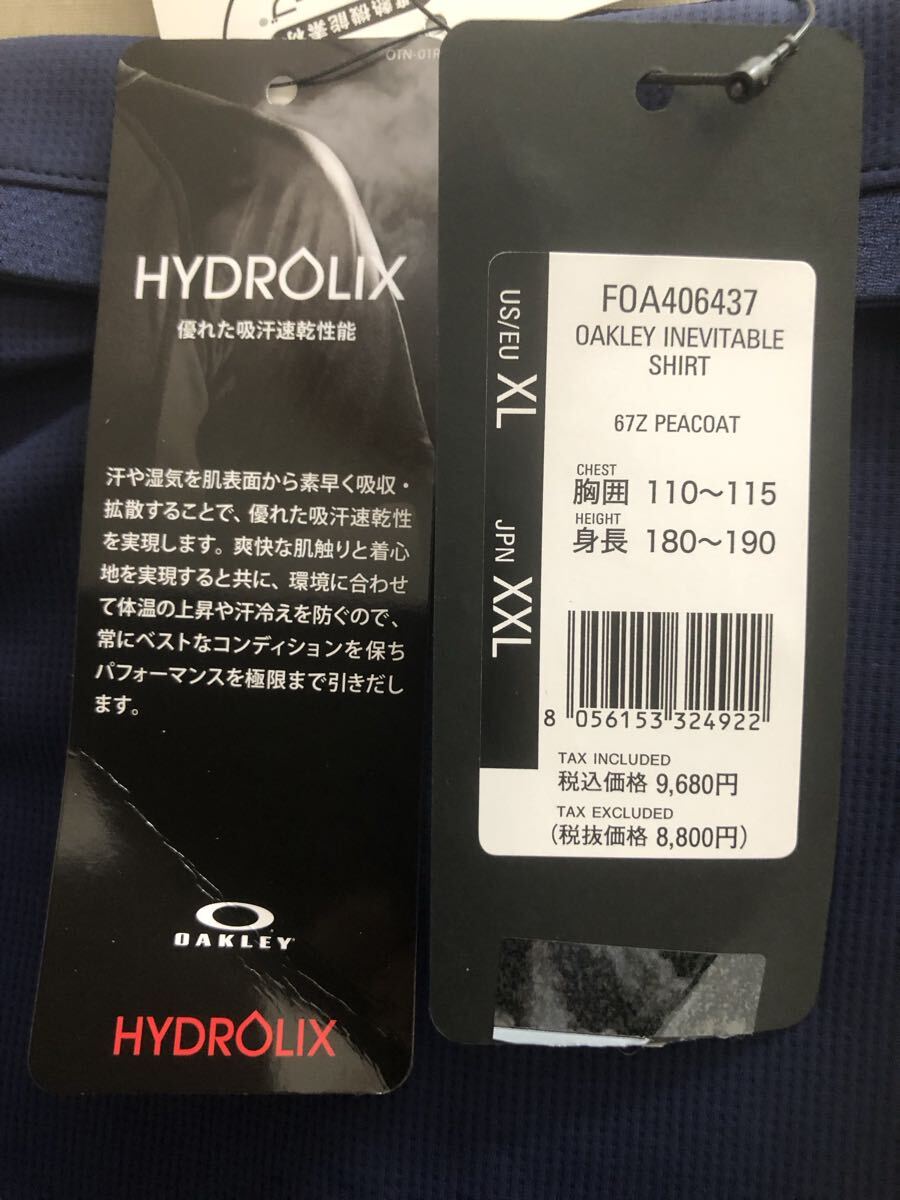 機能素材
OTN-01R
HYDROLIX
優れた吸汗速乾性能
汗や湿気を肌表面から素早く吸収・
拡散することで、優れた吸汗速乾性
を実現します。爽快な肌触りと着心
地を実現すると共に、環境に合わせ
て体温の上昇や汗冷えを防ぐので、
常にベストなコンディションを保ち
パフォーマンスを極限まで引きだし
ます。
OAKLEY
HYDROLIX
US/EU XL
JPN XXL
FOA406437
OAKLEY INEVITABLE
SHIRT
67Z PEACOAT
CHEST
胸囲 110～115
HEIGHT
身長 180～190
8 056153 324922
TAX INCLUDED
税込価格 9,680円
TAX EXCLUDED
(税抜価格 8,800円)